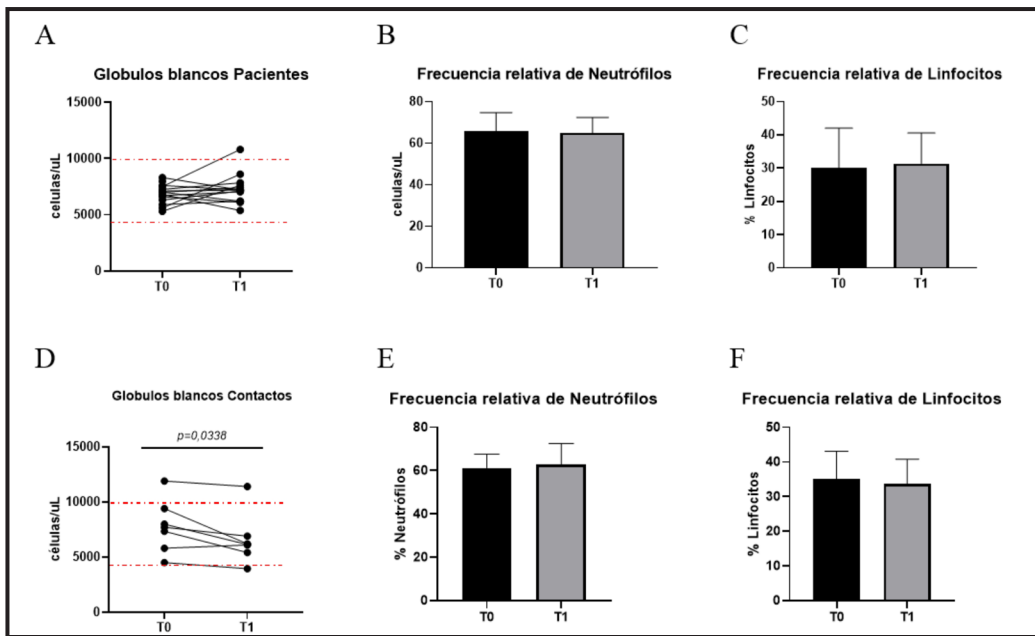 A
Globulos blancos Pacientes
15000
10000
5000
0
celulas/uL
T0 T1
B
Frecuencia relativa de Neutrófilos
80
60
40
20
0
celulas/uL
T0 T1
C
Frecuencia relativa de Linfocitos
50
40
30
20
10
0
% Linfocitos
T0 T1
D
Globulos blancos Contactos
p=0,0338
15000
10000
5000
0
células/uL
T0 T1
E
Frecuencia relativa de Neutrófilos
80
60
40
20
0
% Neutrófilos
T0 T1
F
Frecuencia relativa de Linfocitos
50
40
30
20
10
0
% Linfocitos
T0 T1